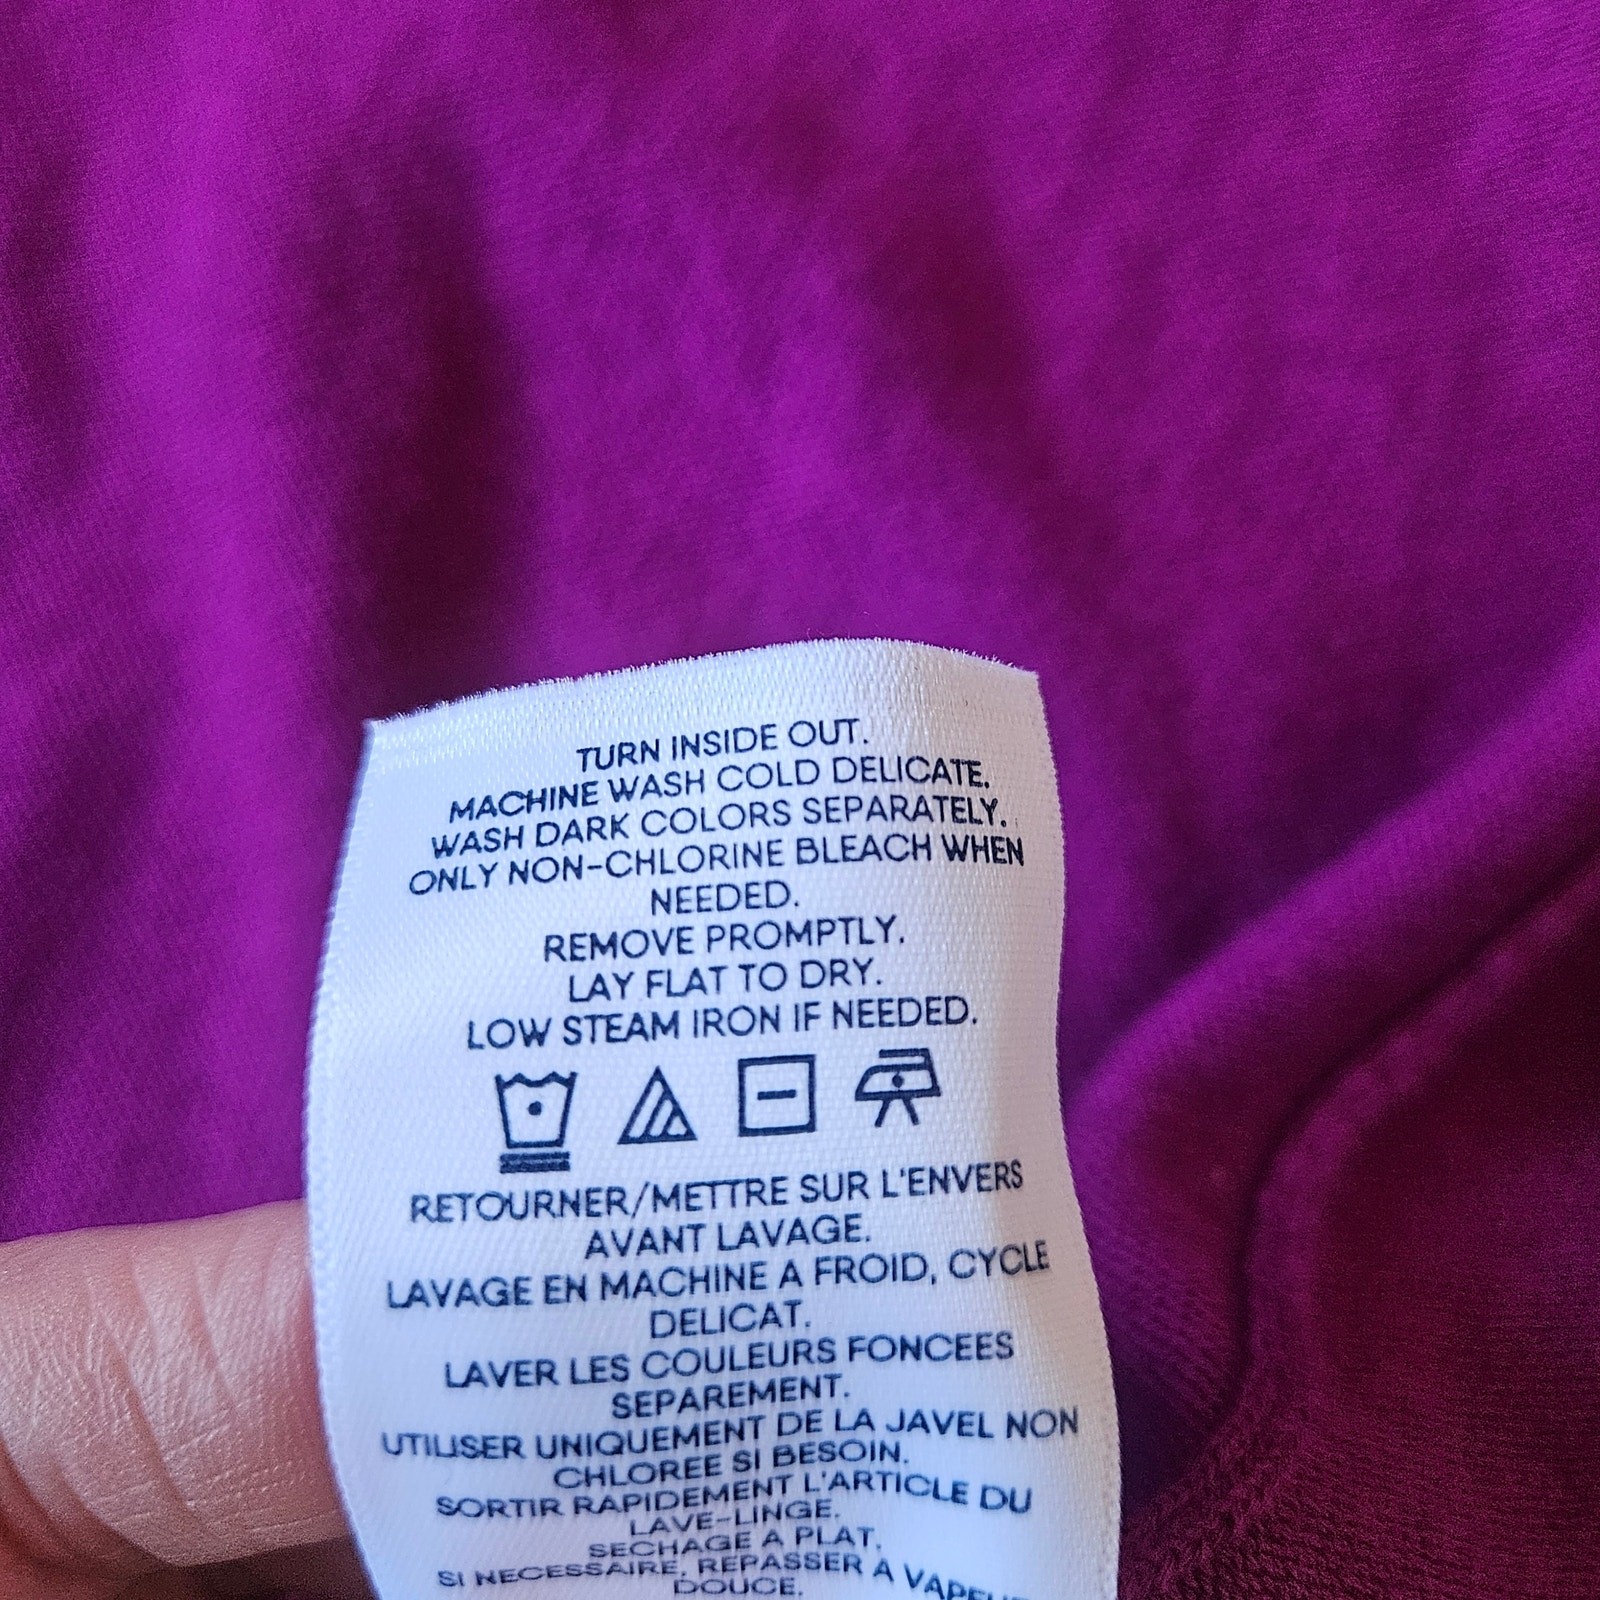 TURN INSIDE OUT.
MACHINE WASH COLD DELICATE.
WASH DARK COLORS SEPARATELY.
ONLY NON-CHLORINE BLEACH WHEN
NEEDED.
REMOVE PROMPTLY.
LAY FLAT TO DRY.
LOW STEAM IRON IF NEEDED.
RETOURNER/METTRE SUR L'ENVERS
AVANT LAVAGE.
LAVAGE EN MACHINE A FROID, CYCLE
DELICAT.
LAVER LES COULEURS FONCEES
SEPAREMENT.
UTILISER UNIQUEMENT DE LA JAVEL NON
CHLOREE SI BESOIN.
SORTIR RAPIDEMENT L'ARTICLE DU
LAVE-LINGE.
SECHAGE A PLAT.
SI NECESSAIRE, REPASSER A
DOUCE.